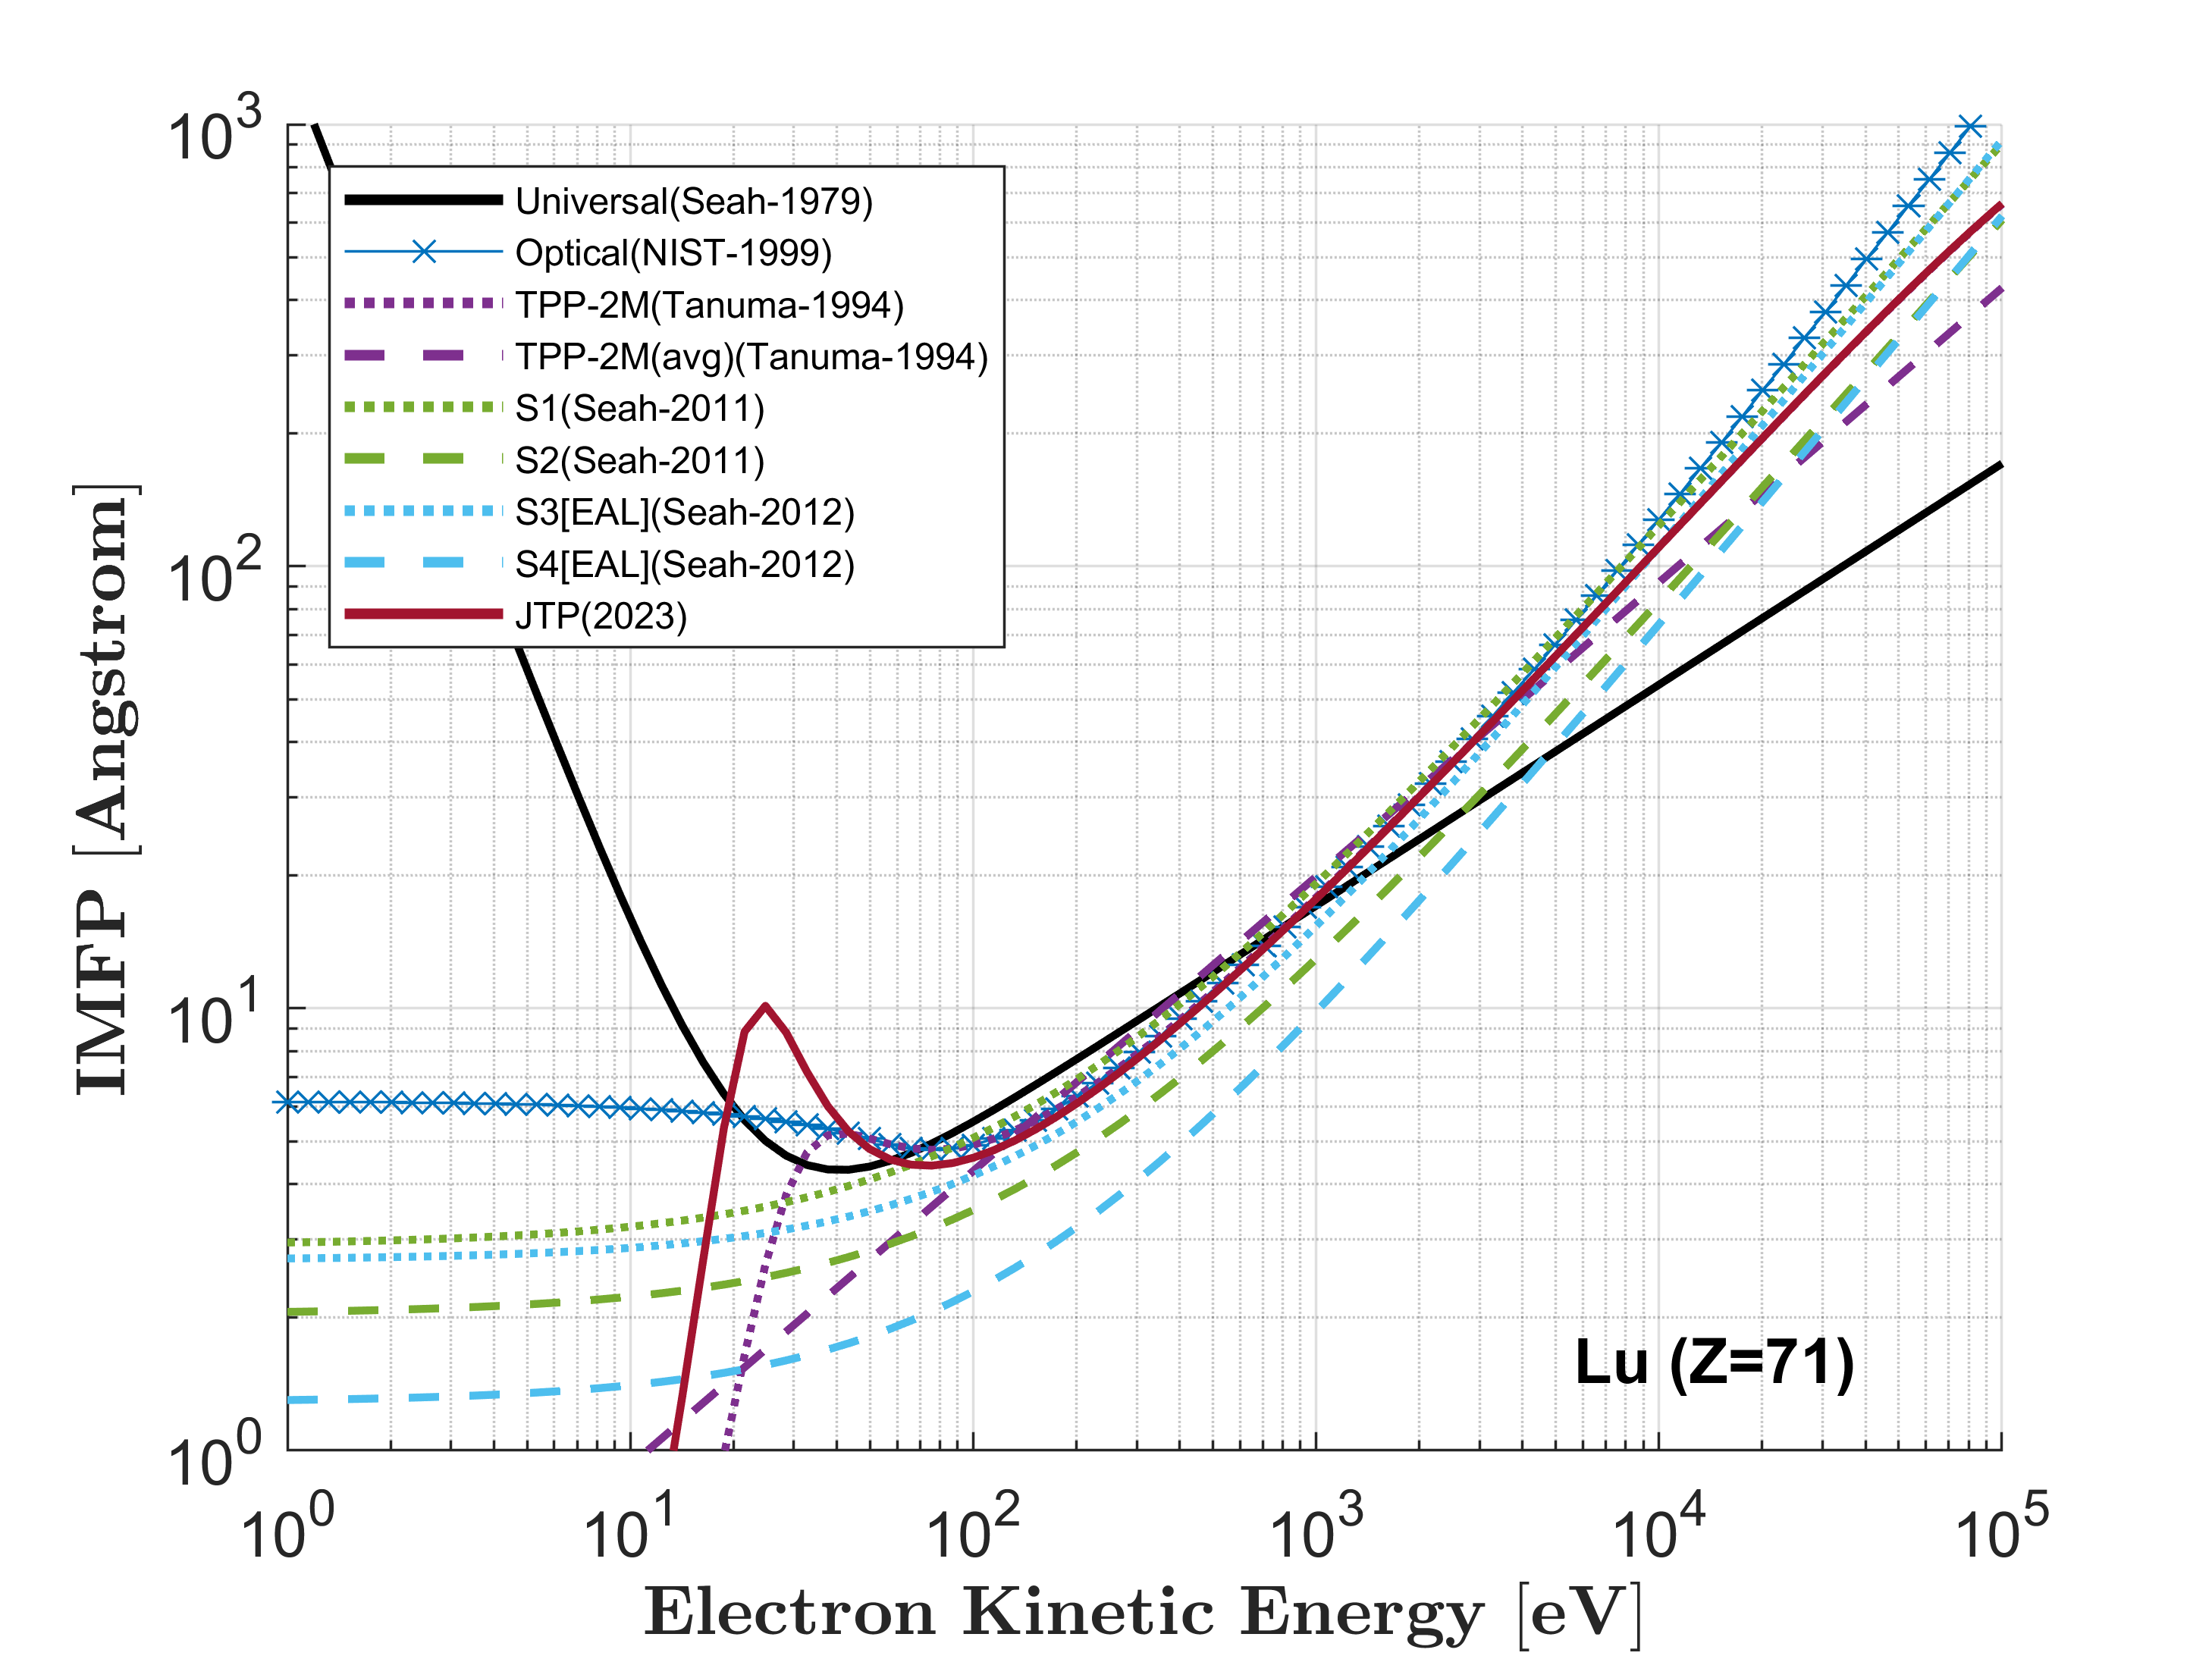 10^3
10^2
10^1
10^0
IMFP [Angstrom]
Universal(Seah-1979)
Optical(NIST-1999)
TPP-2M(Tanuma-1994)
TPP-2M(avg)(Tanuma-1994)
S1(Seah-2011)
S2(Seah-2011)
S3[EAL](Seah-2012)
S4[EAL](Seah-2012)
JTP(2023)
Lu (Z=71)
10^0 10^1 10^2 10^3 10^4 10^5
Electron Kinetic Energy [eV]